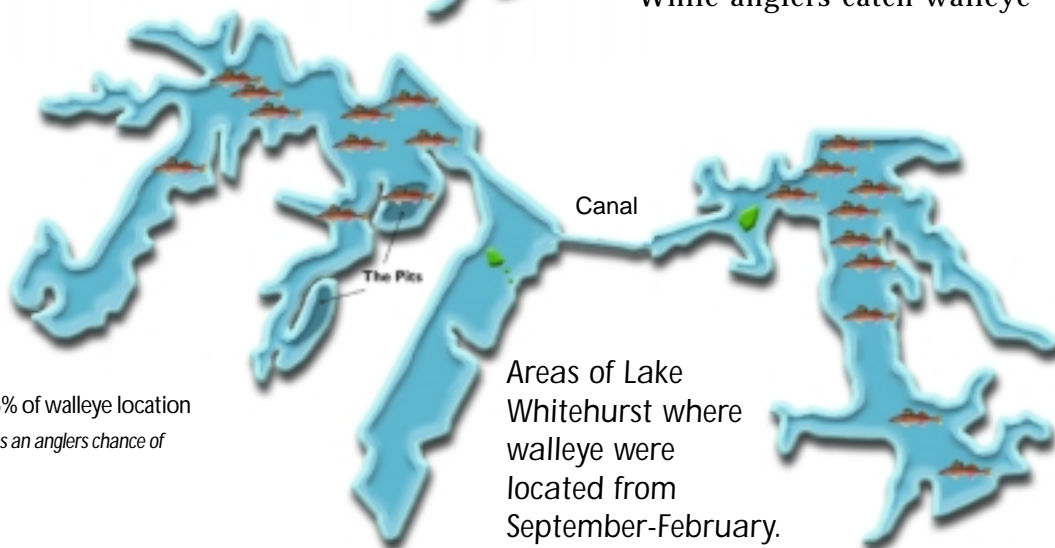 While anglers catch walleye
Canal
The Pits
% of walleye location
s an anglers chance of
Areas of Lake
Whitehurst where
walleye were
located from
September-February.